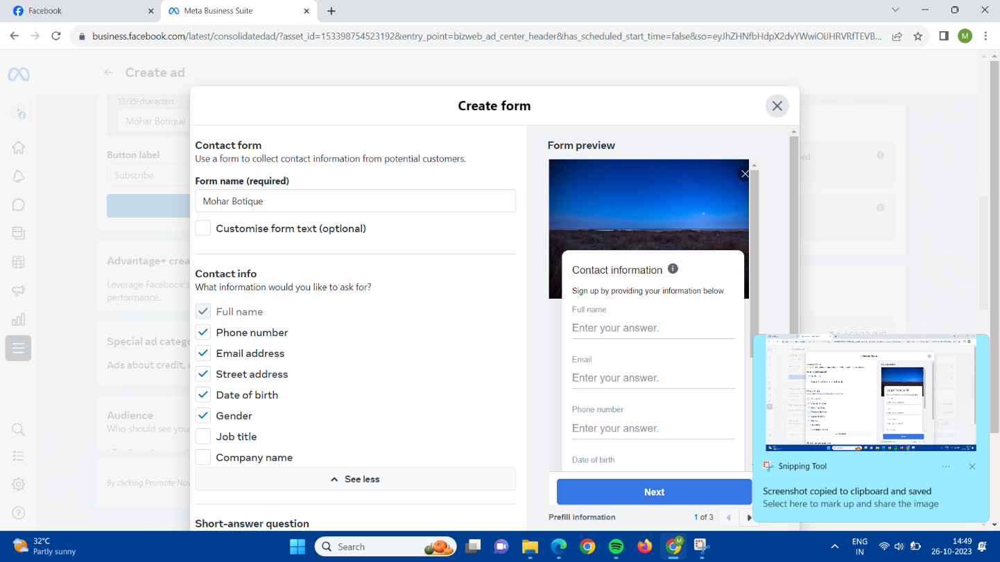 Facebook
Meta Business Suite
business.facebook.com/latest/consolidatedad/?asset_id=153398754523192&entry_point=bizweb_ad_center_header&has_scheduled_start_time=false&so=eyJhZHNfbHdpX2dvYWwiOiJHRVRfTEVB...
M
Create ad
13/25 characters
Mohar Botique
Button label
Subscribe
Advantage+ crea
Leverage Facebook's
performance.
Special ad catego
Ads about credit, e
Audience
Who should see your
By clicking Promote Nov
Create form
Contact form
Use a form to collect contact information from potential customers.
Form name (required)
Mohar Botique
Customise form text (optional)
Contact info
What information would you like to ask for?
Full name
Phone number
Email address
Street address
Date of birth
Gender
Job title
Company name
See less
Short-answer question
Form preview
Contact information
Sign up by providing your information below.
Full name
Enter your answer.
Email
Enter your answer.
Phone number
Enter your answer.
Date of birth
Next
Prefill information
1 of 3
Snipping Tool
Screenshot copied to clipboard and saved
Select here to mark up and share the image
32°C
Partly sunny
Search
ENG
IN
14:49
26-10-2023